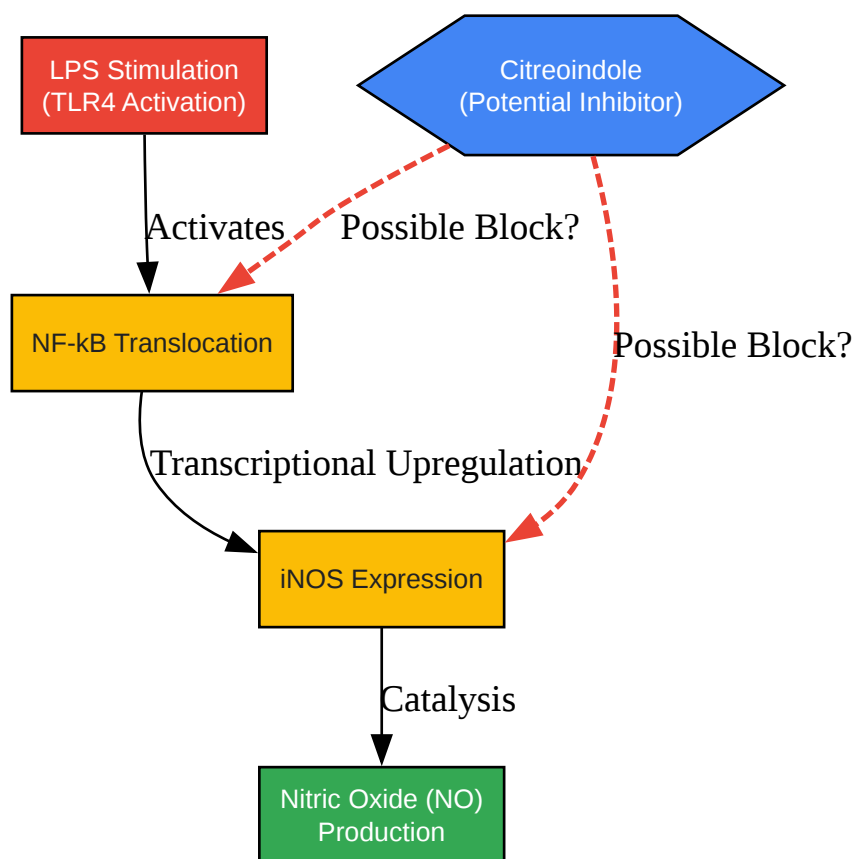 LPS Stimulation
(TLR4 Activation)
Citreoindole
(Potential Inhibitor)
Activates
Possible Block?
NF-kB Translocation
Possible Block?
Transcriptional Upregulation
iNOS Expression
Catalysis
Nitric Oxide (NO)
Production